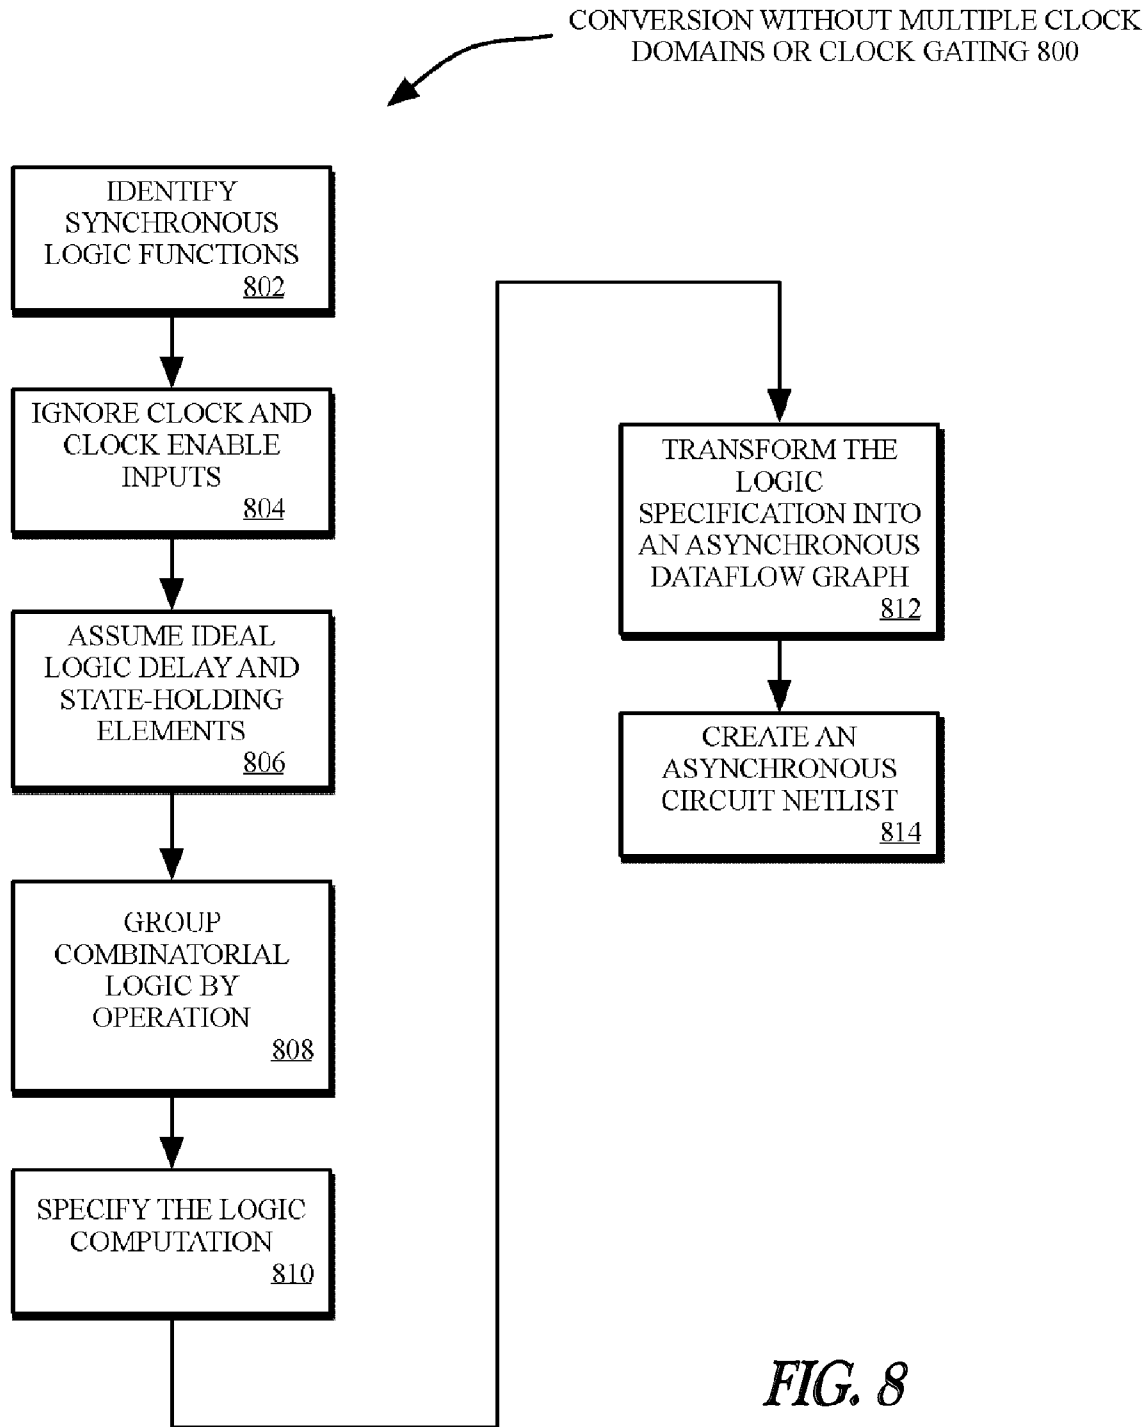 CONVERSION WITHOUT MULTIPLE CLOCK
DOMAINS OR CLOCK GATING 800
IDENTIFY
SYNCHRONOUS
LOGIC FUNCTIONS
802
IGNORE CLOCK AND
CLOCK ENABLE
INPUTS
804
ASSUME IDEAL
LOGIC DELAY AND
STATE-HOLDING
ELEMENTS
806
GROUP
COMBINATORIAL
LOGIC BY
OPERATION
808
SPECIFY THE LOGIC
COMPUTATION
810
TRANSFORM THE
LOGIC
SPECIFICATION INTO
AN ASYNCHRONOUS
DATAFLOW GRAPH
812
CREATE AN
ASYNCHRONOUS
CIRCUIT NETLIST
814
FIG. 8